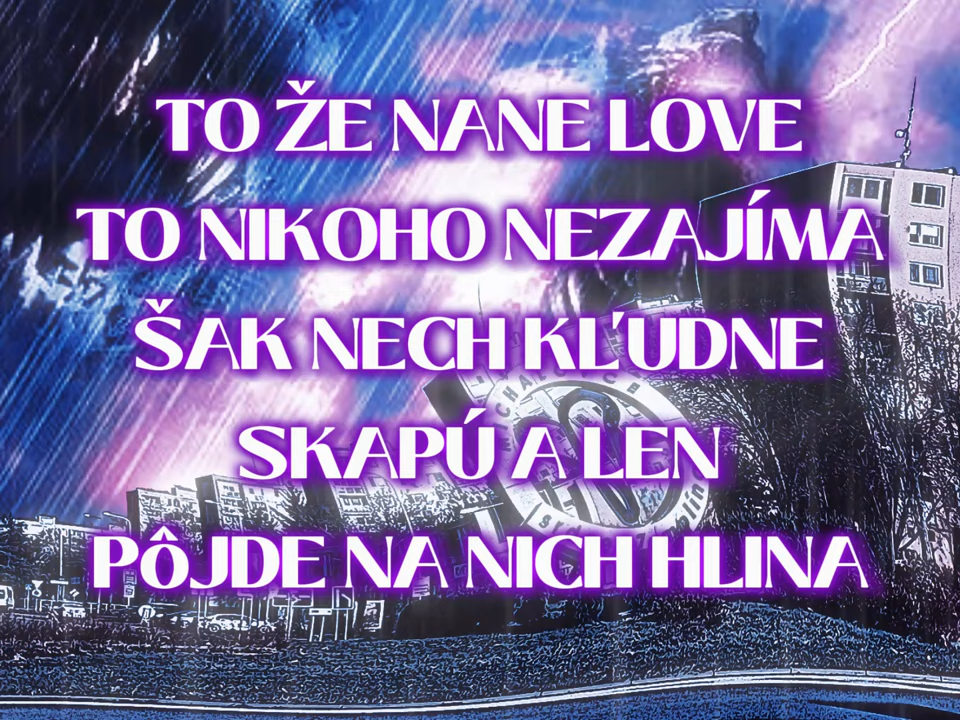 TO ŽE NANE LOVE
TO NIKOHO NEZAJÍMA
ŠAK NECH KĽUDNE
SKAPÚ A LEN
PÔJDE NA NICH HLINA